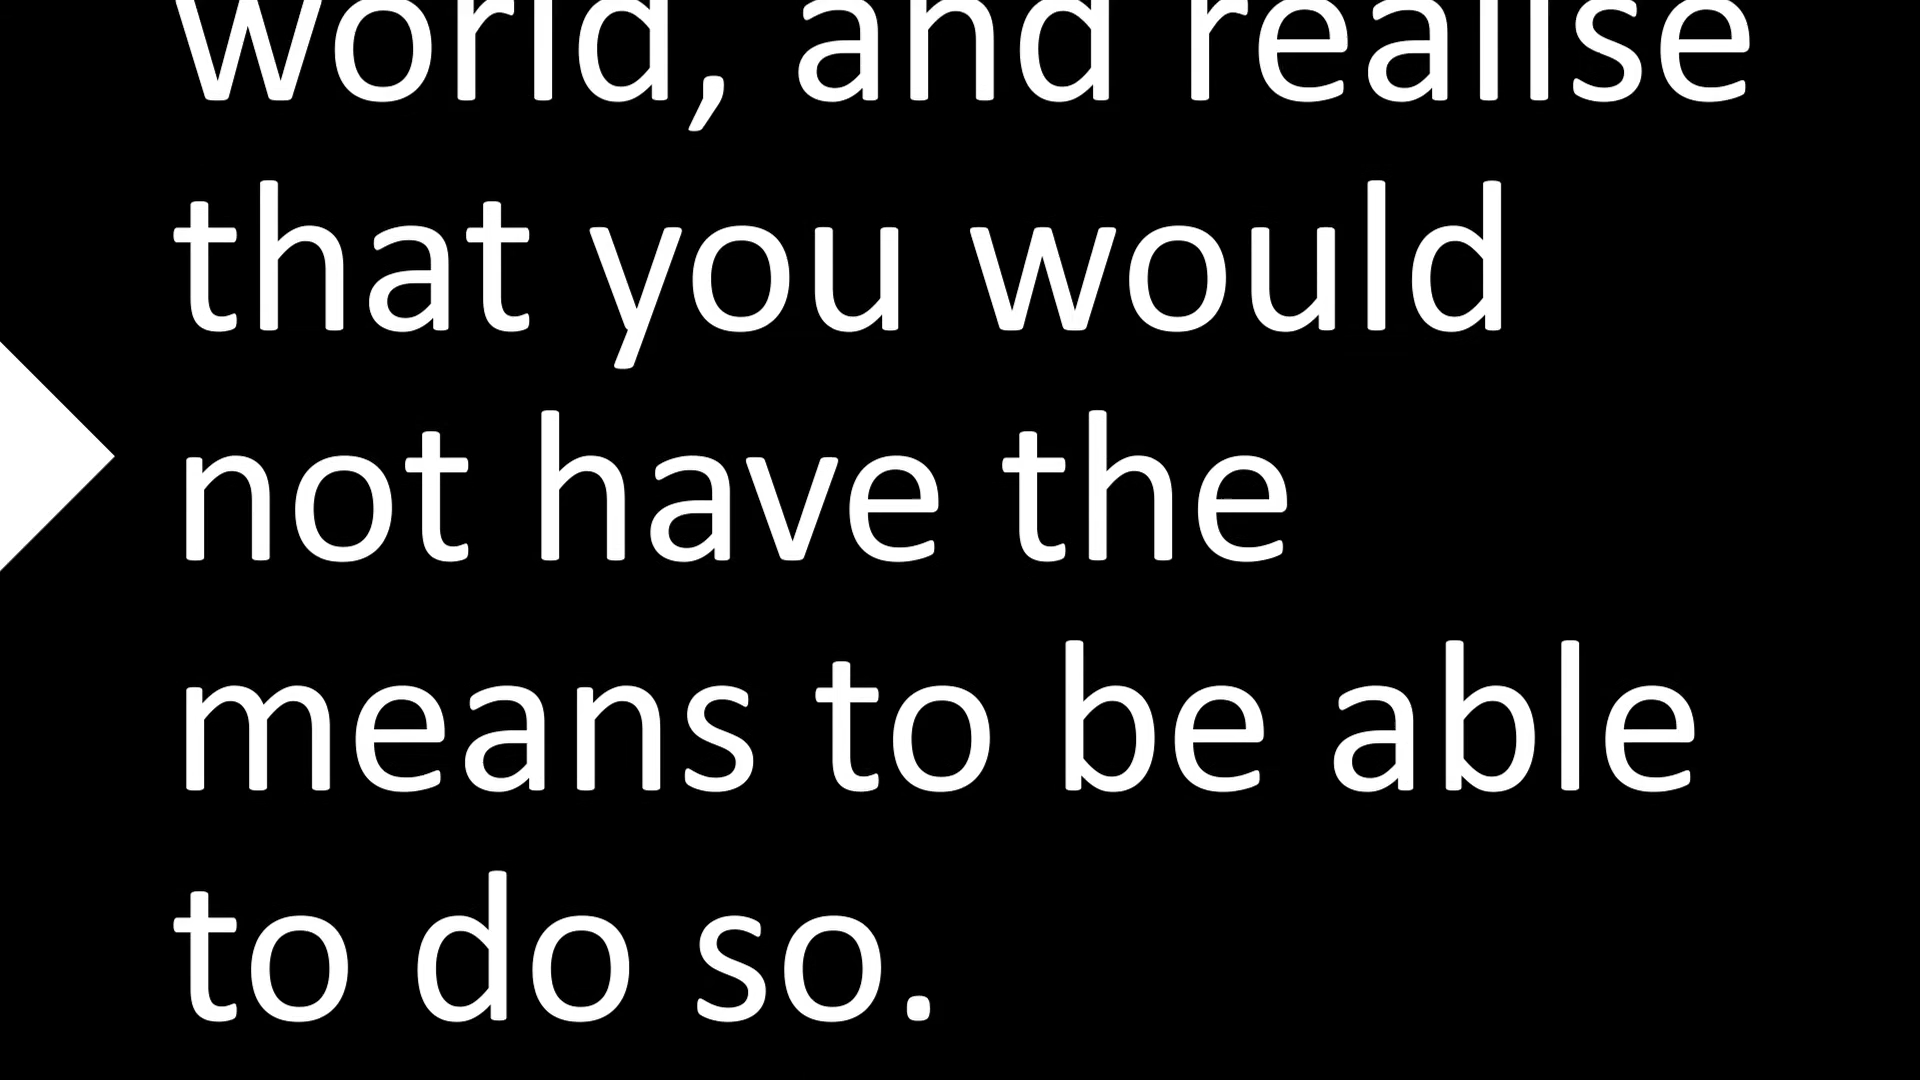 world, and realise
that you would
not have the
means to be able
to do so.